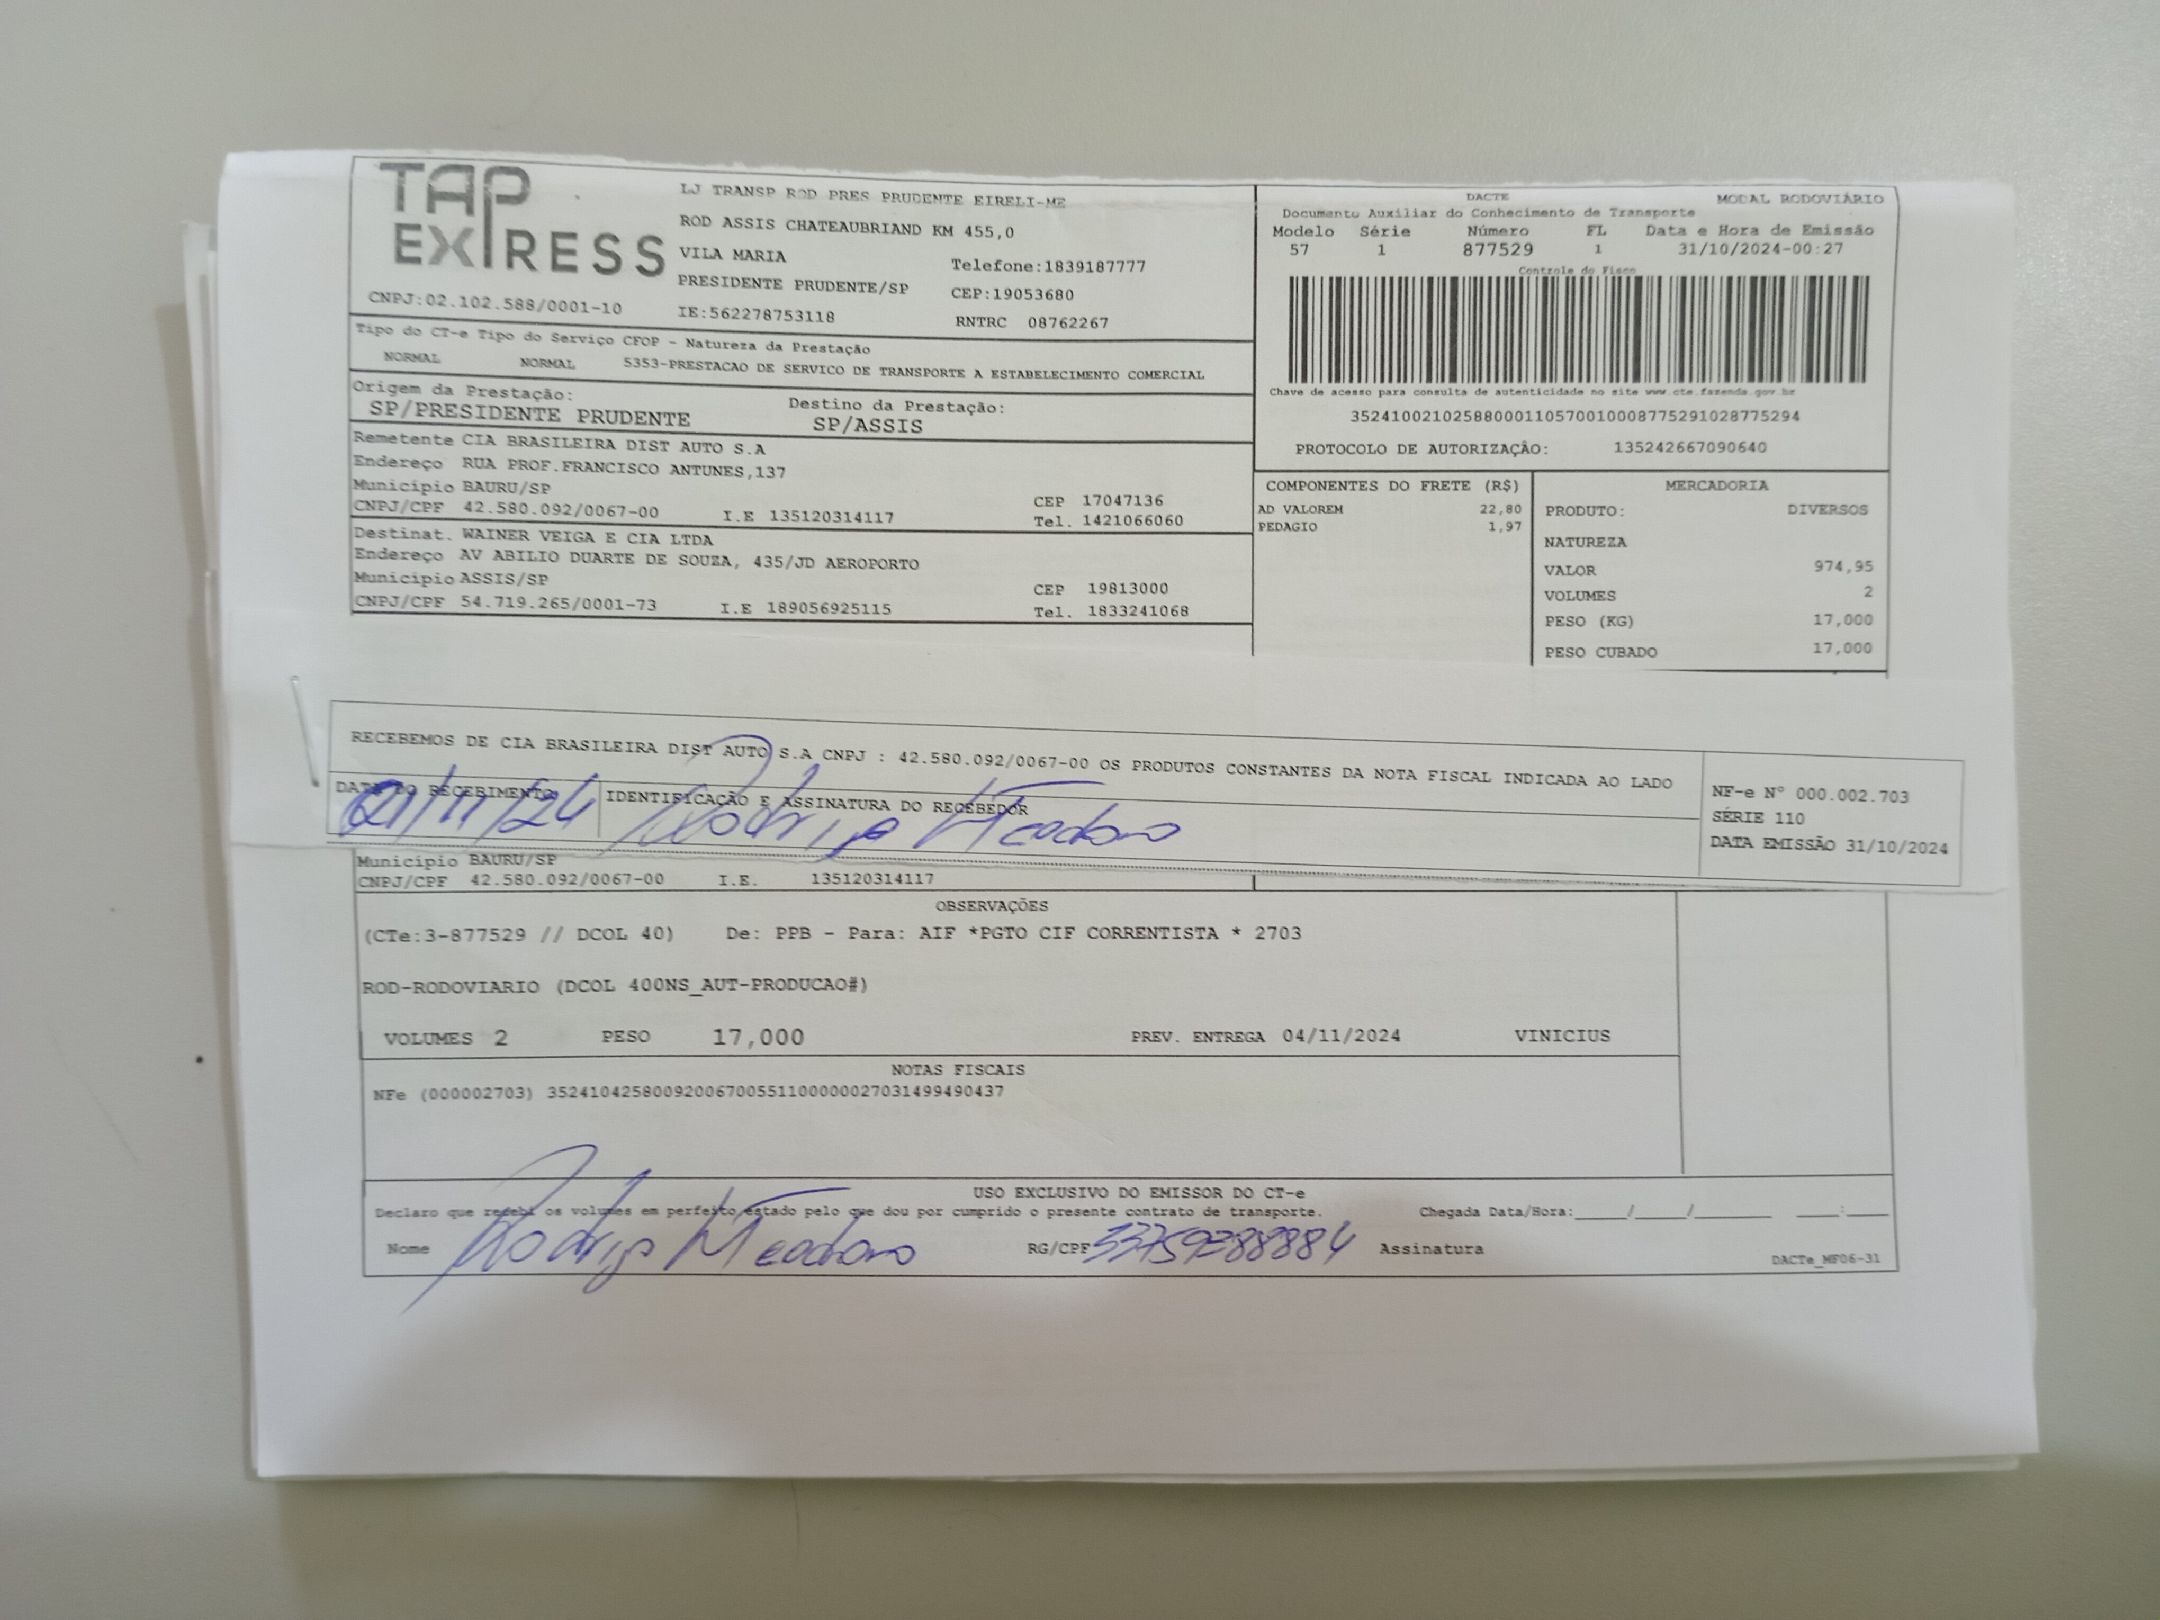 TAP EXPRESS
CNPJ:02.102.588/0001-10
LJ TRANSP ROD PRES PRUDENTE EIRELI-ME
ROD ASSIS CHATEAUBRIAND KM 455,0
VILA MARIA Telefone:1839187777
PRESIDENTE PRUDENTE/SP CEP:19053680
IE:562278753118 RNTRC 08762267
DACTE MODAL RODOVIÁRIO
Documento Auxiliar do Conhecimento de Transporte
Modelo Série Número FL Data e Hora de Emissão
57 1 877529 1 31/10/2024-00:27
Controle do Fisco
Chave de acesso para consulta de autenticidade no site www.cte.fazenda.gov.br
35241002102588000110570010008775291028775294
PROTOCOLO DE AUTORIZAÇÂO: 135242667090640
Tipo do CT-e Tipo do Serviço CFOP - Natureza da Prestação
NORMAL NORMAL 5353-PRESTACAO DE SERVICO DE TRANSPORTE A ESTABELECIMENTO COMERCIAL
Origem da Prestação: Destino da Prestação:
SP/PRESIDENTE PRUDENTE SP/ASSIS
Remetente CIA BRASILEIRA DIST AUTO S.A
Endereço RUA PROF.FRANCISCO ANTUNES,137
Município BAURU/SP CEP 17047136
CNPJ/CPF 42.580.092/0067-00 I.E 135120314117 Tel. 1421066060
Destinat. WAINER VEIGA E CIA LTDA
Endereço AV ABILIO DUARTE DE SOUZA, 435/JD AEROPORTO
Município ASSIS/SP CEP 19813000
CNPJ/CPF 54.719.265/0001-73 I.E 189056925115 Tel. 1833241068
COMPONENTES DO FRETE (R$)
AD VALOREM 22,80
PEDAGIO 1,97
MERCADORIA
PRODUTO: DIVERSOS
NATUREZA
VALOR 974,95
VOLUMES 2
PESO (KG) 17,000
PESO CUBADO 17,000
RECEBEMOS DE CIA BRASILEIRA DIST AUTO S.A CNPJ : 42.580.092/0067-00 OS PRODUTOS CONSTANTES DA NOTA FISCAL INDICADA AO LADO
DATA DO RECEBIMENTO IDENTIFICAÇÃO E ASSINATURA DO RECEBEDOR
01/11/24 Rodrigo M Teodoro
NF-e Nº 000.002.703
SÉRIE 110
DATA EMISSÃO 31/10/2024
Município BAURU/SP
CNPJ/CPF 42.580.092/0067-00 I.E. 135120314117
OBSERVAÇÕES
(CTe:3-877529 // DCOL 40) De: PPB - Para: AIF *PGTO CIF CORRENTISTA * 2703
ROD-RODOVIARIO (DCOL 400NS_AUT-PRODUCAO#)
VOLUMES 2 PESO 17,000 PREV. ENTREGA 04/11/2024 VINICIUS
NOTAS FISCAIS
NFe (000002703) 35241042580092006700551100000027031499490437
USO EXCLUSIVO DO EMISSOR DO CT-e
Declaro que recebi os volumes em perfeito estado pelo que dou por cumprido o presente contrato de transporte. Chegada Data/Hora:____/____/______ ___:___
Nome Rodrigo M Teodoro RG/CPF 33759288884 Assinatura
DACTe_MF06-31